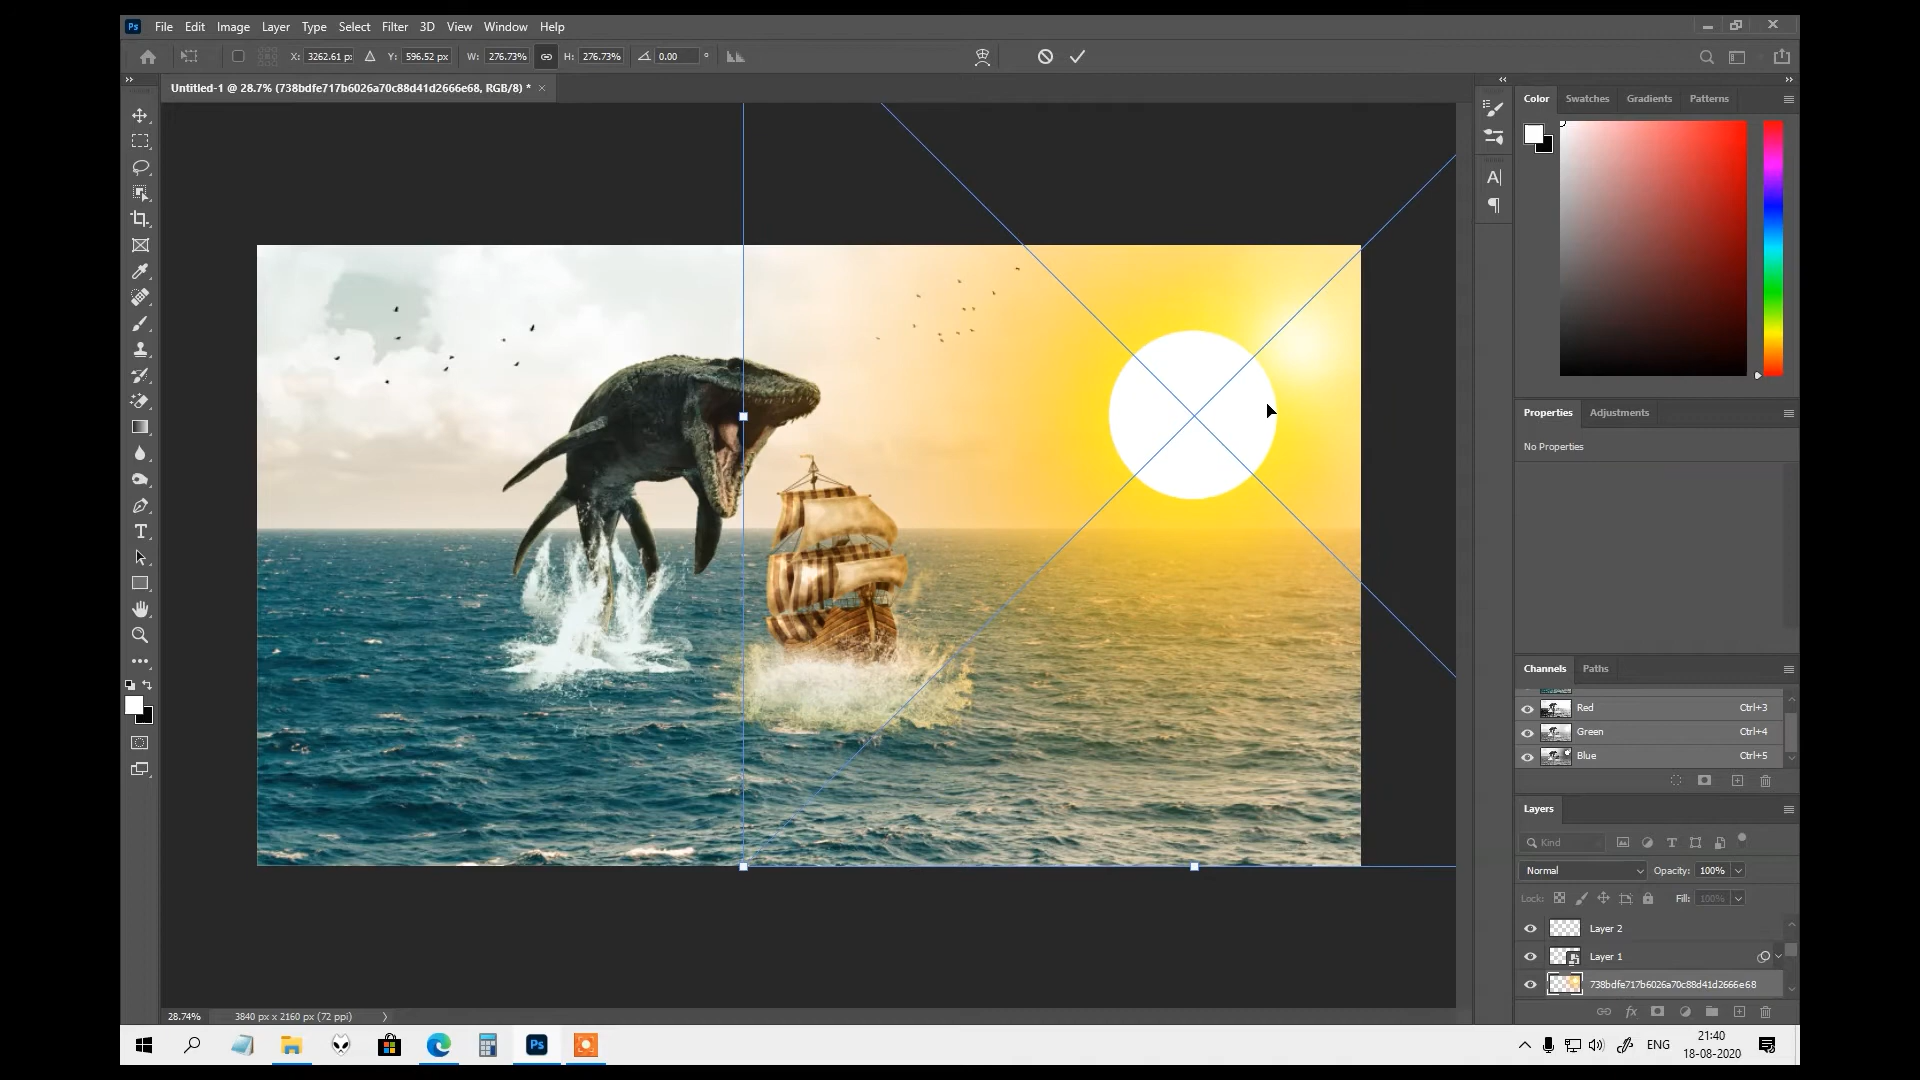 Ps File Edit Image Layer Type Select Filter 3D View Window Help
X: 3262.61 p Y: 596.52 px W: 276.73% H: 276.73% 0.00 °
Untitled-1 @ 28.7% (738bdfe717b6026a70c88d41d2666e68, RGB/8) *
Color Swatches Gradients Patterns
Properties Adjustments
No Properties
Channels Paths
Red Ctrl+3
Green Ctrl+4
Blue Ctrl+5
Layers
Kind
Normal Opacity: 100%
Lock: Fill: 100%
Layer 2
Layer 1
738bdfe717b6026a70c88d41d2666e68
28.74% 3840 px x 2160 px (72 ppi)
Ps
ENG
21:40
18-08-2020